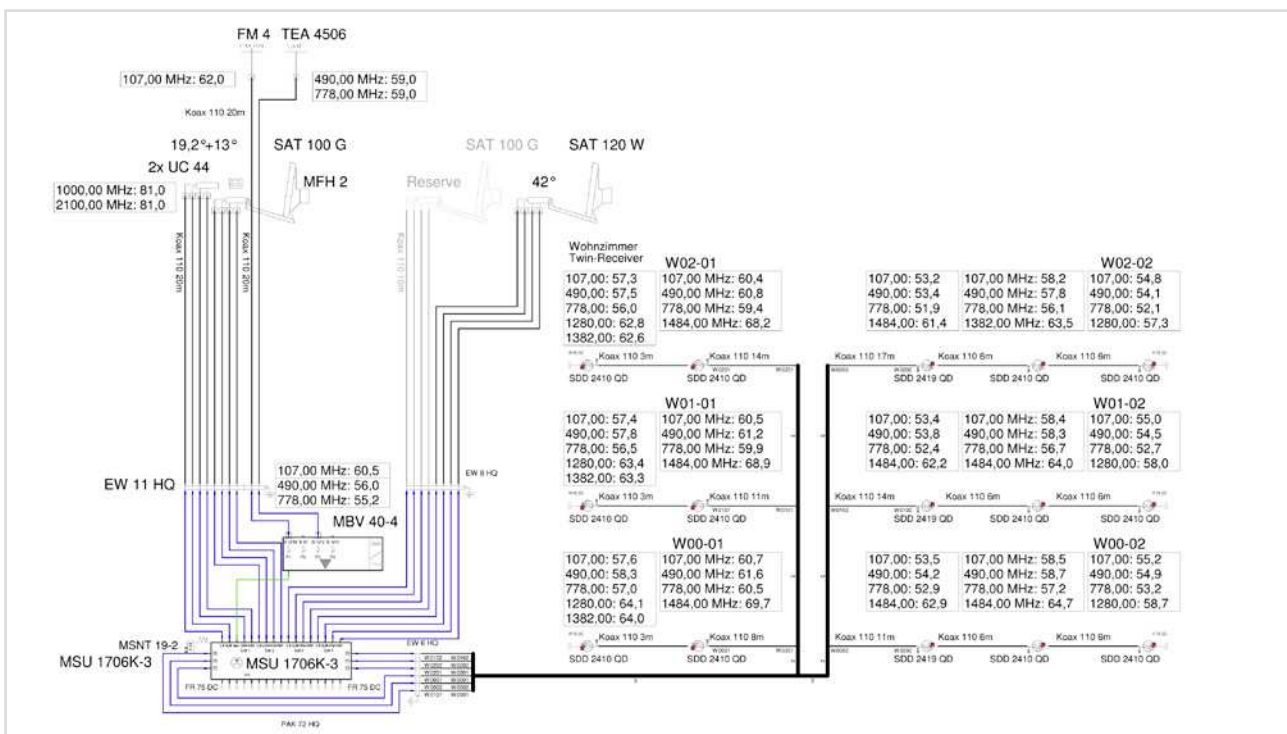 FM 4 TEA 4506
107,00 MHz: 62,0
490,00 MHz: 59,0
778,00 MHz: 59,0
Koax 110 20m
19,2°+13°
2x UC 44
SAT 100 G
MFH 2
1000,00 MHz: 81,0
2100,00 MHz: 81,0
SAT 100 G
SAT 120 W
Reserve
42°
Koax 110 20m
Koax 110 20m
Koax 110 10m
Wohnzimmer
Twin-Receiver
W02-01
107,00: 57,3
490,00: 57,5
778,00: 56,0
1280,00: 62,8
1382,00: 62,6
107,00 MHz: 60,4
490,00 MHz: 60,8
778,00 MHz: 59,4
1484,00 MHz: 68,2
W02-02
107,00: 53,2
490,00: 53,4
778,00: 51,9
1484,00: 61,4
107,00 MHz: 58,2
490,00 MHz: 57,8
778,00 MHz: 56,1
1382,00 MHz: 63,5
107,00: 54,8
490,00: 54,1
778,00: 52,1
1280,00: 57,3
Koax 110 3m
Koax 110 14m
Koax 110 17m
Koax 110 6m
Koax 110 6m
SDD 2410 QD
SDD 2410 QD
SDD 2419 QD
SDD 2410 QD
SDD 2410 QD
W01-01
107,00: 57,4
490,00: 57,8
778,00: 56,5
1280,00: 63,4
1382,00: 63,3
107,00 MHz: 60,5
490,00 MHz: 61,2
778,00 MHz: 59,9
1484,00 MHz: 68,9
W01-02
107,00: 53,4
490,00: 53,8
778,00: 52,4
1484,00: 62,2
107,00 MHz: 58,4
490,00 MHz: 58,3
778,00 MHz: 56,7
1484,00 MHz: 64,0
107,00: 55,0
490,00: 54,5
778,00: 52,7
1280,00: 58,0
Koax 110 3m
Koax 110 11m
Koax 110 14m
Koax 110 6m
Koax 110 6m
SDD 2410 QD
SDD 2410 QD
SDD 2419 QD
SDD 2410 QD
SDD 2410 QD
EW 11 HQ
107,00 MHz: 60,5
490,00 MHz: 56,0
778,00 MHz: 55,2
EW 8 HQ
MBV 40-4
W00-01
107,00: 57,6
490,00: 58,3
778,00: 57,0
1280,00: 64,1
1382,00: 64,0
107,00 MHz: 60,7
490,00 MHz: 61,6
778,00 MHz: 60,5
1484,00 MHz: 69,7
W00-02
107,00: 53,5
490,00: 54,2
778,00: 52,9
1484,00: 62,9
107,00 MHz: 58,5
490,00 MHz: 58,7
778,00 MHz: 57,2
1484,00 MHz: 64,7
107,00: 55,2
490,00: 54,9
778,00: 53,2
1280,00: 58,7
Koax 110 3m
Koax 110 8m
Koax 110 11m
Koax 110 6m
Koax 110 6m
SDD 2410 QD
SDD 2410 QD
SDD 2419 QD
SDD 2410 QD
SDD 2410 QD
MSNT 19-2
MSU 1706K-3
MSU 1706K-3
EW 6 HQ
FR 75 DC
FR 75 DC
PAK 72 HQ